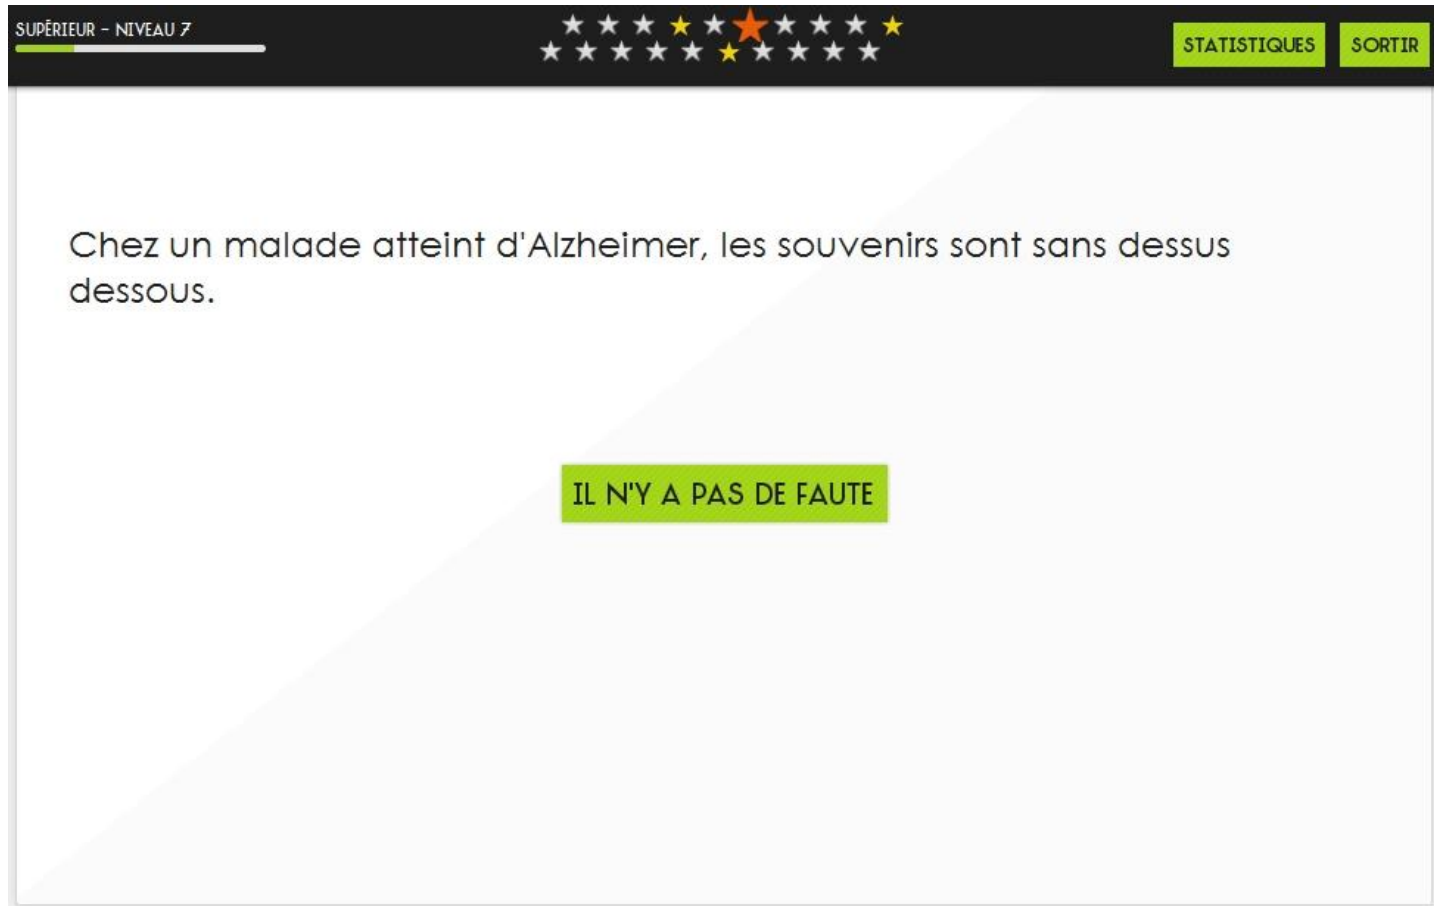 SUPÉRIEUR - NIVEAU 7
STATISTIQUES
SORTIR
Chez un malade atteint d'Alzheimer, les souvenirs sont sans dessus
dessous.
IL N'Y A PAS DE FAUTE